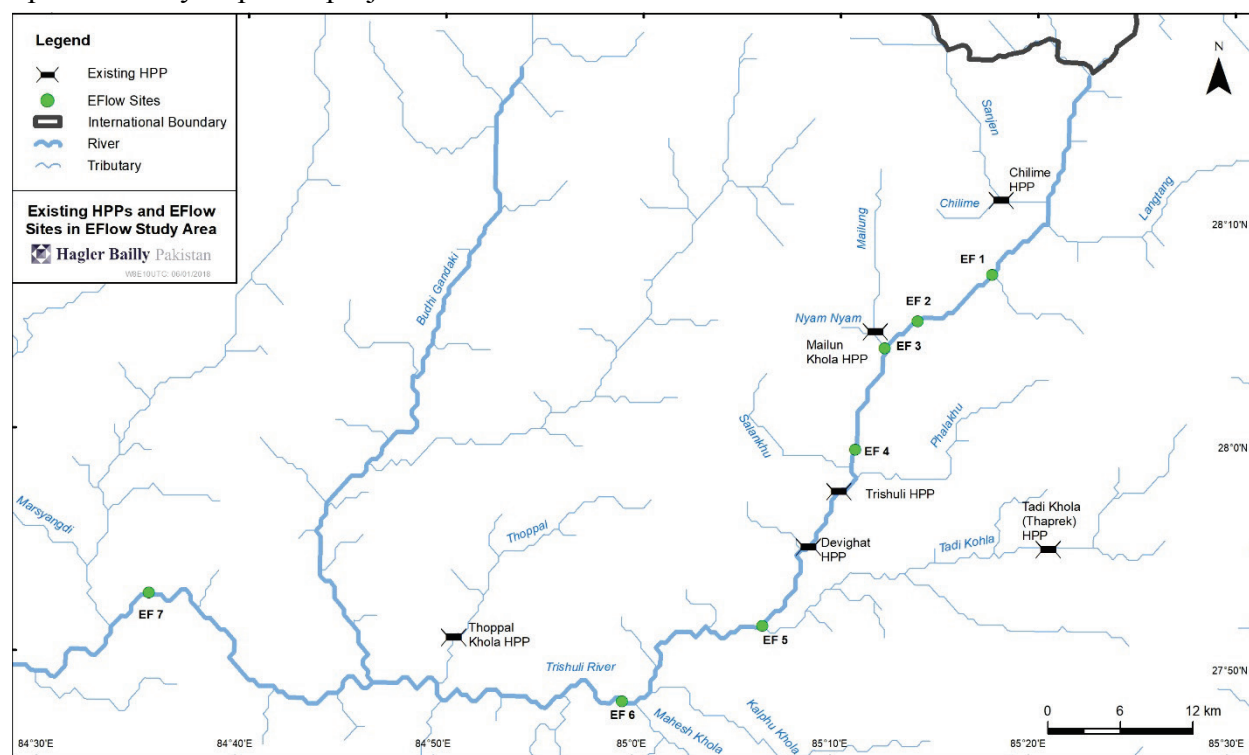 Legend
Existing HPP
EFlow Sites
International Boundary
River
Tributary
Existing HPPs and EFlow
Sites in EFlow Study Area
Hagler Bailly Pakistan
W8E10UTC: 06/01/2018
N
Sanjen
Chilime
HPP
Chilime
Langtang
Mailung
28°10'N
EF 1
Budhi Gandaki
EF 2
Nyam Nyam
Mailun
Khola HPP
EF 3
Salankhu
Phalakhu
EF 4
28°0'N
Trishuli HPP
Marsyangdi
Thoppal
Tadi Khola
(Thaprek)
HPP
Devighat
HPP
Tadi Kohla
EF 7
Thoppal
Khola HPP
EF 5
Trishuli River
27°50'N
EF 6
Mahesh Khola
Kalphu Khola
0 6 12 km
84°30'E 84°40'E 84°50'E 85°0'E 85°10'E 85°20'E 85°30'E